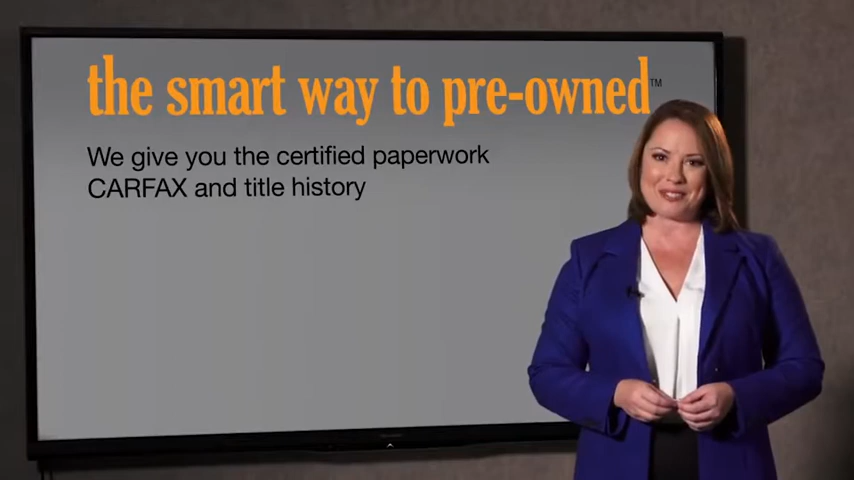 the smart way to pre-owned™
We give you the certified paperwork
CARFAX and title history